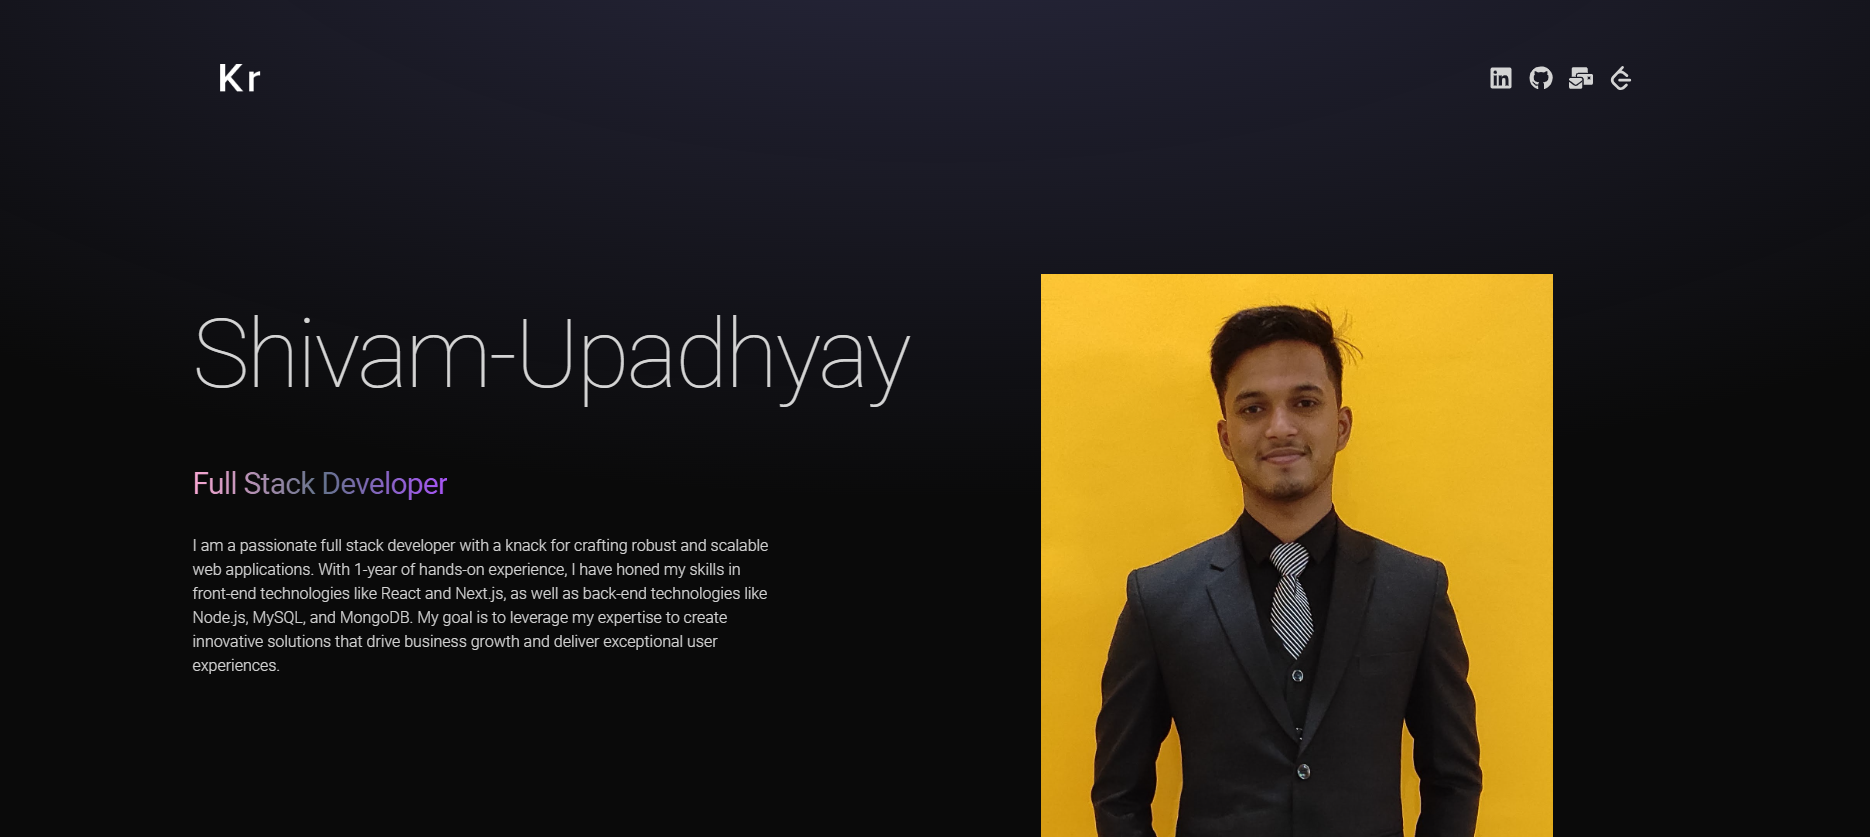 Kr
Shivam-Upadhyay
Full Stack Developer
I am a passionate full stack developer with a knack for crafting robust and scalable
web applications. With 1-year of hands-on experience, I have honed my skills in
front-end technologies like React and Next.js, as well as back-end technologies like
Node.js, MySQL, and MongoDB. My goal is to leverage my expertise to create
innovative solutions that drive business growth and deliver exceptional user
experiences.